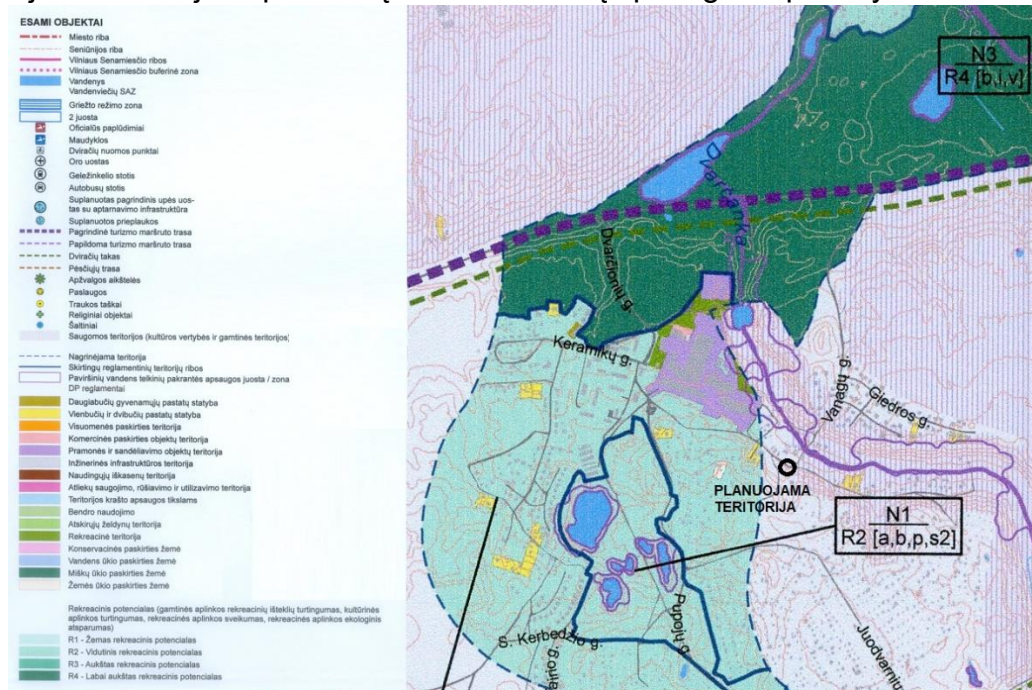 ESAMI OBJEKTAI
Miesto riba
Seniūnijos riba
Vilniaus Senamiesčio ribos
Vilniaus Senamiesčio buferinė zona
Vandenys
Vandenviečių SAZ
Griežto režimo zona
2 juosta
Oficialūs paplūdimiai
Maudyklos
Dviračių nuomos punktai
Oro uostas
Geležinkelio stotis
Autobusų stotis
Suplanuotas pagrindinis upės uos-
tas su aptarnavimo infrastruktūra
Suplanuotos prieplaukos
Pagrindinė turizmo maršruto trasa
Papildoma turizmo maršruto trasa
Dviračių takas
Pėsčiųjų trasa
Apžvalgos aikštelės
Paslaugos
Traukos taškai
Religiniai objektai
Šaltiniai
Saugomos teritorijos (kultūros vertybės ir gamtinės teritorijos)
Nagrinėjama teritorija
Skirtingų reglamentinių teritorijų ribos
Paviršinių vandens telkinių pakrantės apsaugos juosta / zona
DP reglamentai
Daugiabučių gyvenamųjų pastatų statyba
Vienbučių ir dvibučių pastatų statyba
Visuomenės paskirties teritorija
Komercinės paskirties objektų teritorija
Pramonės ir sandėliavimo objektų teritorija
Inžinerinės infrastruktūros teritorija
Naudingųjų iškasenų teritorija
Atliekų saugojimo, rūšiavimo ir utilizavimo teritorija
Teritorijos krašto apsaugos tikslams
Bendro naudojimo
Atskirųjų želdynų teritorija
Rekreacinė teritorija
Konservacinės paskirties žemė
Vandens ūkio paskirties žemė
Miškų ūkio paskirties žemė
Žemės ūkio paskirties žemė
Rekreacinis potencialas (gamtinės aplinkos rekreacinių išteklių turtingumas, kultūrinės
aplinkos turtingumas, rekreacinės aplinkos sveikumas, rekreacinės aplinkos ekologinis
atsparumas)
R1 - Žemas rekreacinis potencialas
R2 - Vidutinis rekreacinis potencialas
R3 - Aukštas rekreacinis potencialas
R4 - Labai aukštas rekreacinis potencialas
N3
R4 [b,i,v]
Dvarčionka
Dvarčionių g.
Keramikų g.
Vanagų g.
Giedros g.
PLANUOJAMA
TERITORIJA
N1
R2 [a,b,p,s2]
Pupojų g.
S. Kerbedžio g.